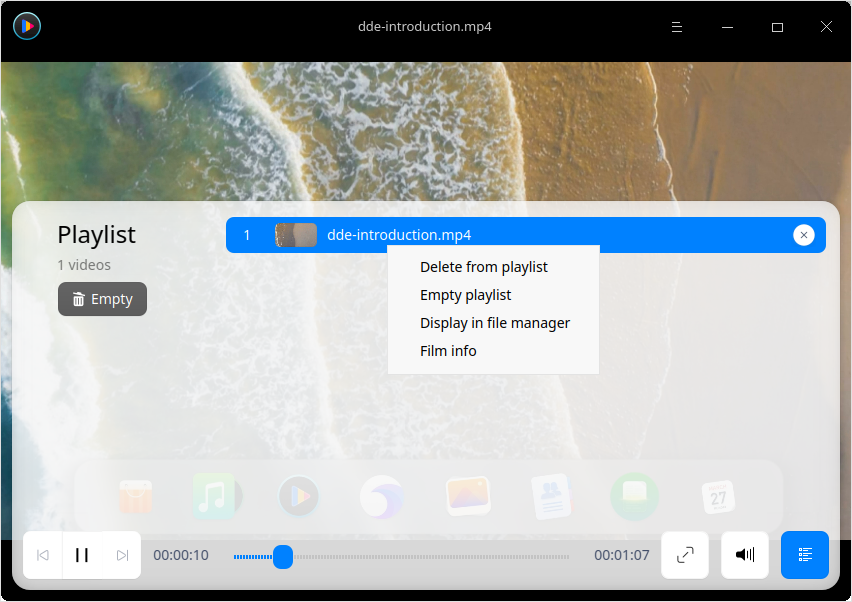 dde-introduction.mp4
Playlist
1 videos
Empty
1 dde-introduction.mp4
Delete from playlist
Empty playlist
Display in file manager
Film info
27
00:00:10
00:01:07